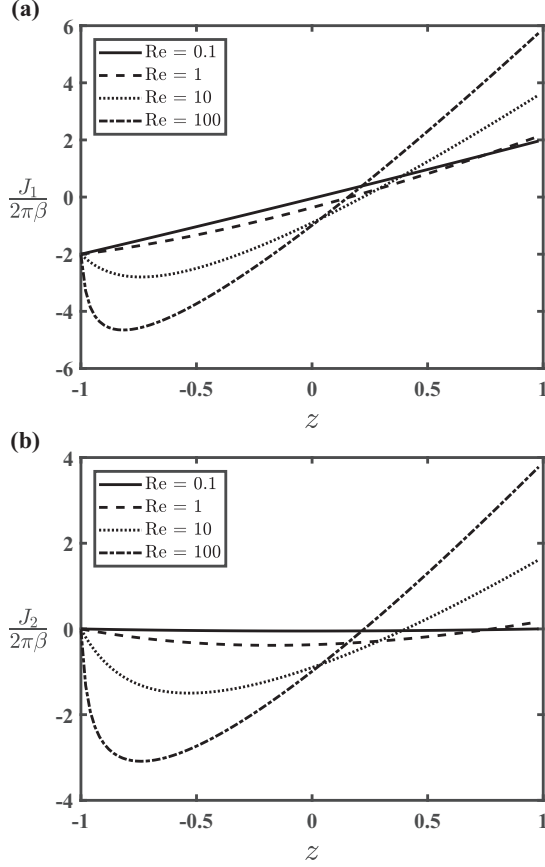 (a)
6
4
2
0
-2
-4
-6
Re = 0.1
Re = 1
Re = 10
Re = 100
J₁
2πβ
-1
-0.5
0
0.5
1
z
(b)
4
2
0
-2
-4
Re = 0.1
Re = 1
Re = 10
Re = 100
J₂
2πβ
-1
-0.5
0
0.5
1
z